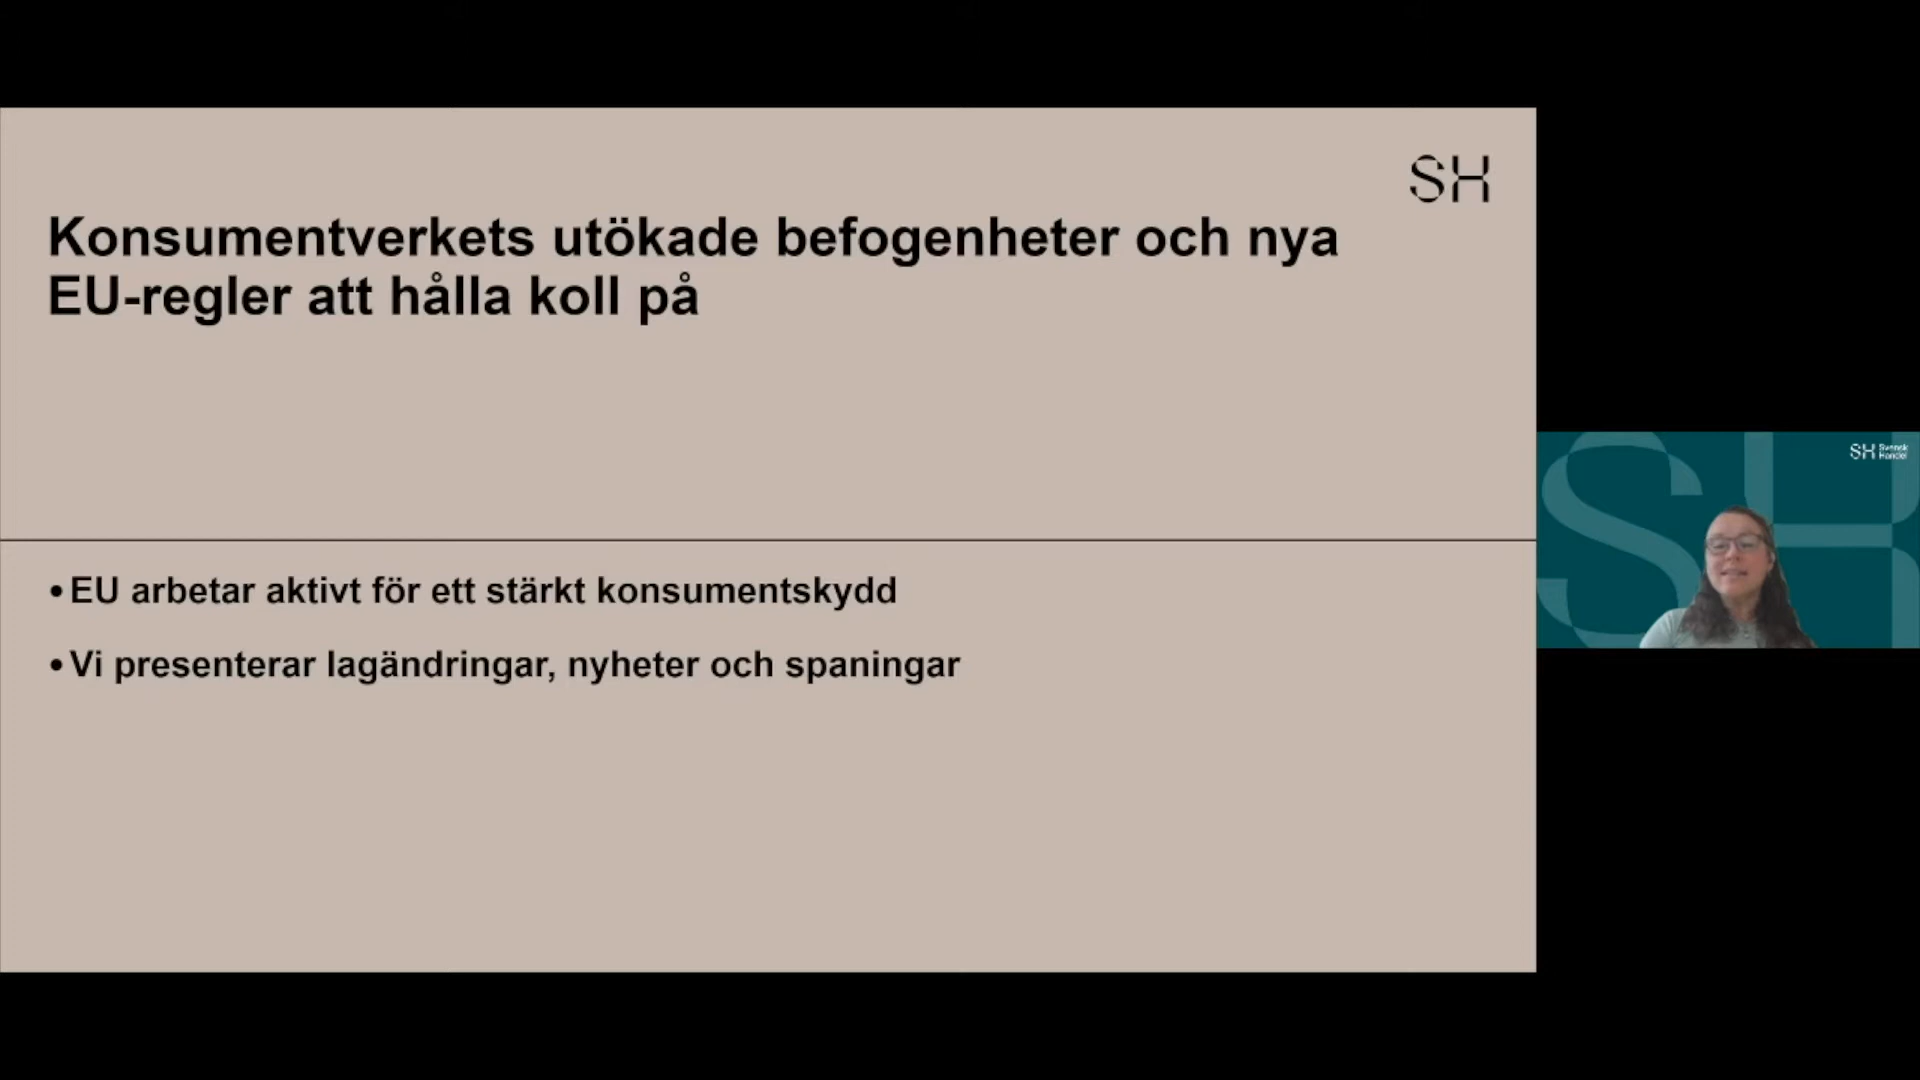 SH
Konsumentverkets utökade befogenheter och nya
EU-regler att hålla koll på
• EU arbetar aktivt för ett stärkt konsumentskydd
• Vi presenterar lagändringar, nyheter och spaningar
SH Svensk
Handel